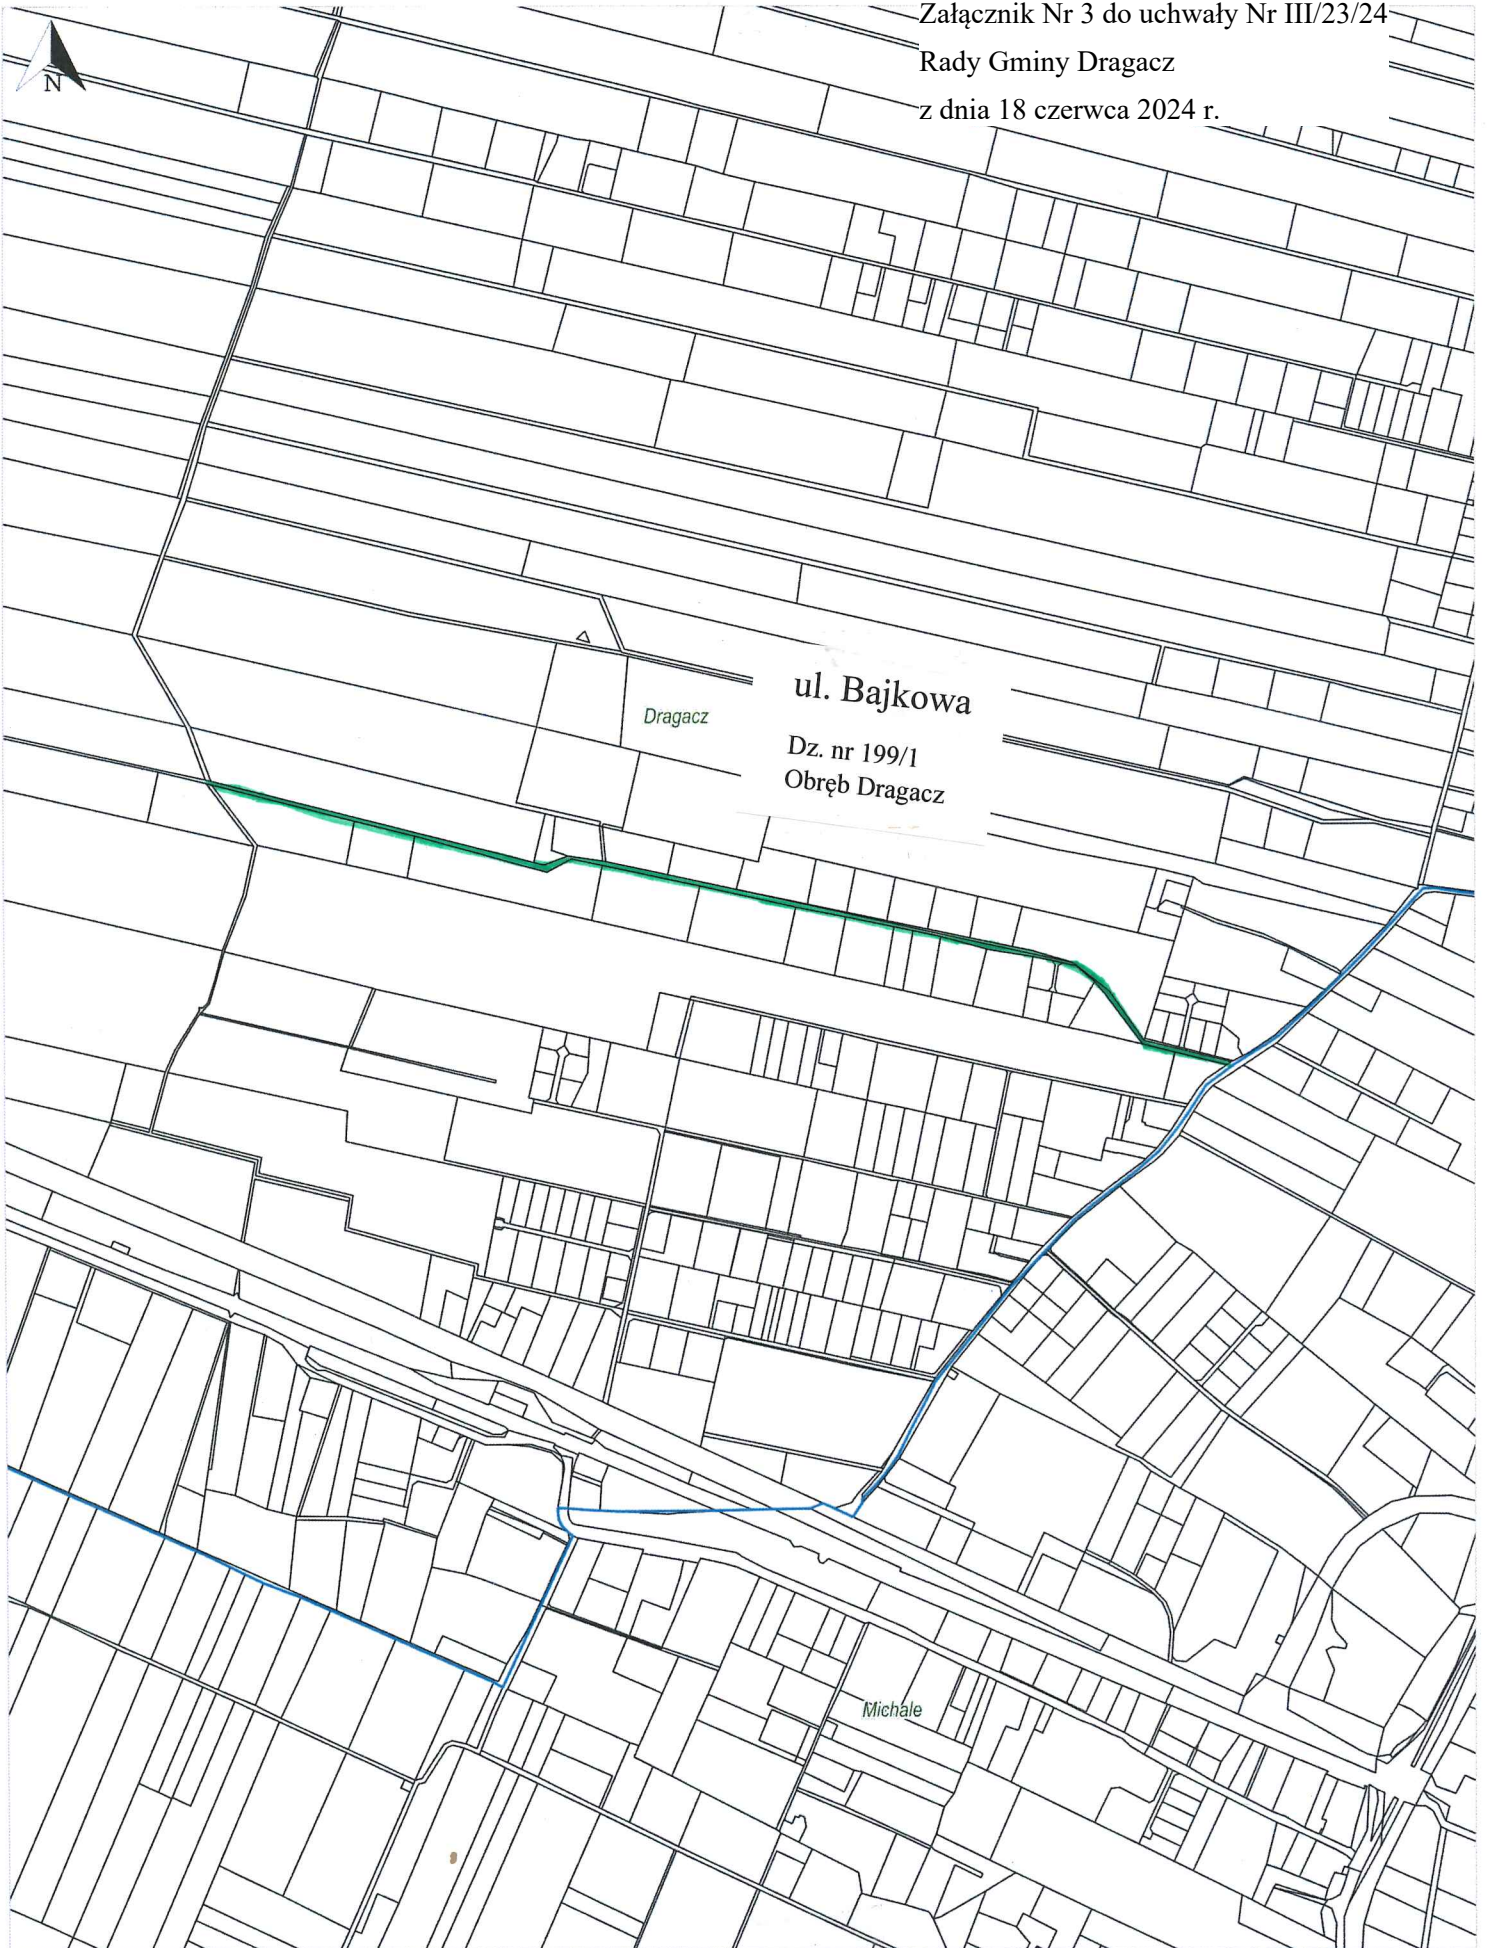 Załącznik Nr 3 do uchwały Nr III/23/24
Rady Gminy Dragacz
z dnia 18 czerwca 2024 r.
N
ul. Bajkowa
Dragacz
Dz. nr 199/1
Obręb Dragacz
Michale